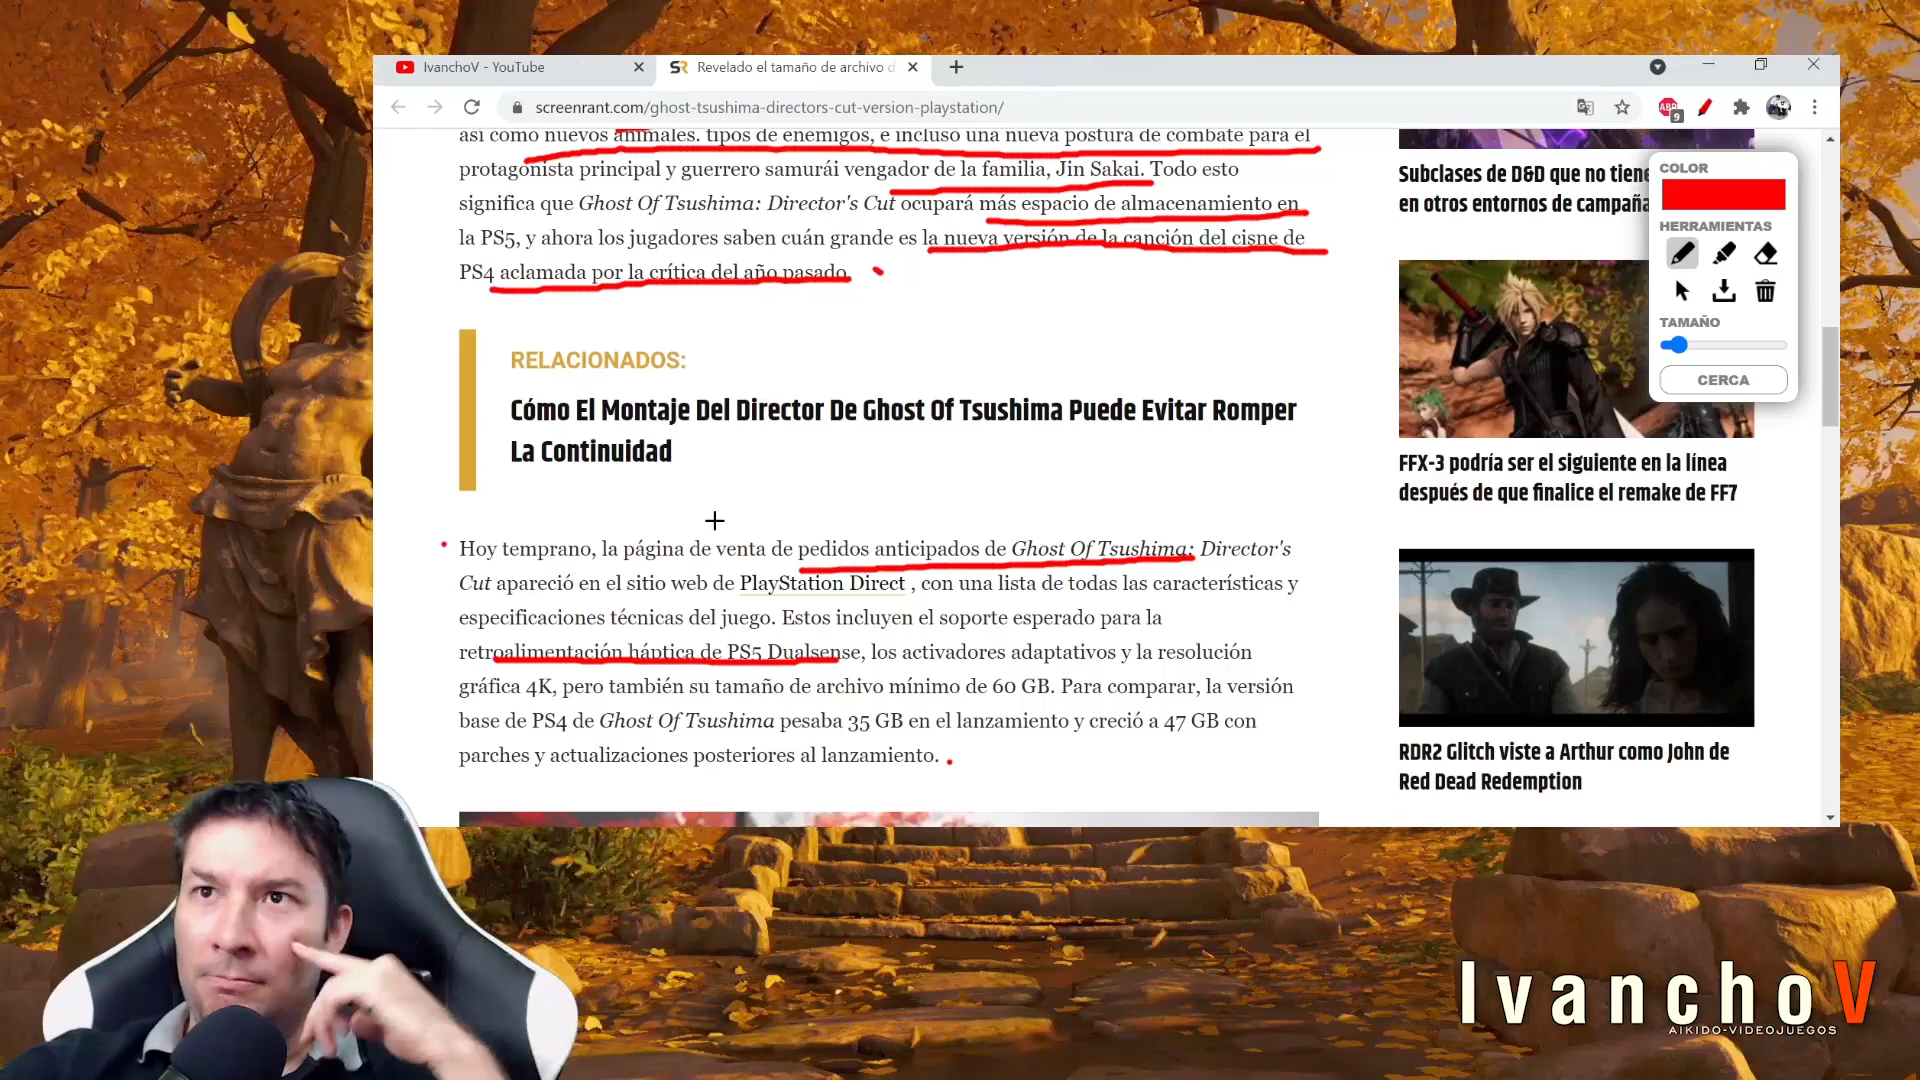 IvanchoV - YouTube
SR Revelado el tamaño de archivo d
screenrant.com/ghost-tsushima-directors-cut-version-playstation/
ABP
9
así como nuevos animales. tipos de enemigos, e incluso una nueva postura de combate para el
protagonista principal y guerrero samurái vengador de la familia, Jin Sakai. Todo esto
significa que Ghost Of Tsushima: Director's Cut ocupará más espacio de almacenamiento en
la PS5, y ahora los jugadores saben cuán grande es la nueva versión de la canción del cisne de
PS4 aclamada por la crítica del año pasado.
RELACIONADOS:
Cómo El Montaje Del Director De Ghost Of Tsushima Puede Evitar Romper
La Continuidad
Hoy temprano, la página de venta de pedidos anticipados de Ghost Of Tsushima: Director's
Cut apareció en el sitio web de PlayStation Direct , con una lista de todas las características y
especificaciones técnicas del juego. Estos incluyen el soporte esperado para la
retroalimentación háptica de PS5 Dualsense, los activadores adaptativos y la resolución
gráfica 4K, pero también su tamaño de archivo mínimo de 60 GB. Para comparar, la versión
base de PS4 de Ghost Of Tsushima pesaba 35 GB en el lanzamiento y creció a 47 GB con
parches y actualizaciones posteriores al lanzamiento.
Subclases de D&D que no tiene
en otros entornos de campaña
FFX-3 podría ser el siguiente en la línea
después de que finalice el remake de FF7
RDR2 Glitch viste a Arthur como John de
Red Dead Redemption
COLOR
HERRAMIENTAS
TAMAÑO
CERCA
IvanchoV
AIKIDO-VIDEOJUEGOS